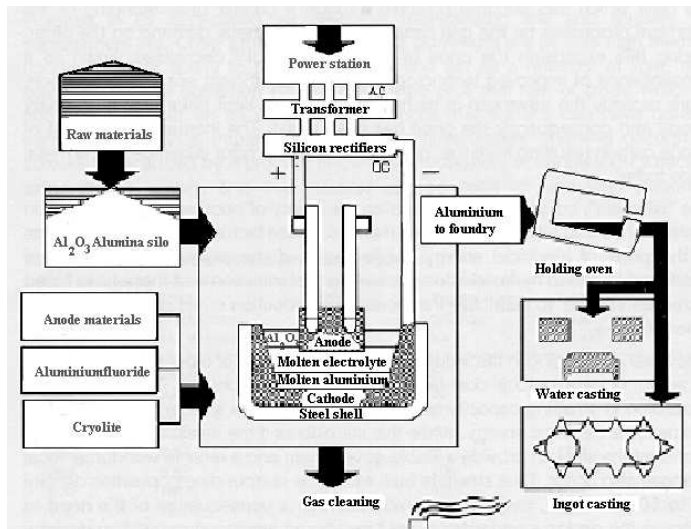 Power station
AC
Transformer
Silicon rectifiers
+
−
DC
Raw materials
Al2O3 Alumina silo
Aluminium
to foundry
Holding oven
Anode materials
Aluminiumfluoride
Cryolite
Al2O3
Anode
Molten electrolyte
Molten aluminium
Cathode
Steel shell
Water casting
Gas cleaning
Ingot casting